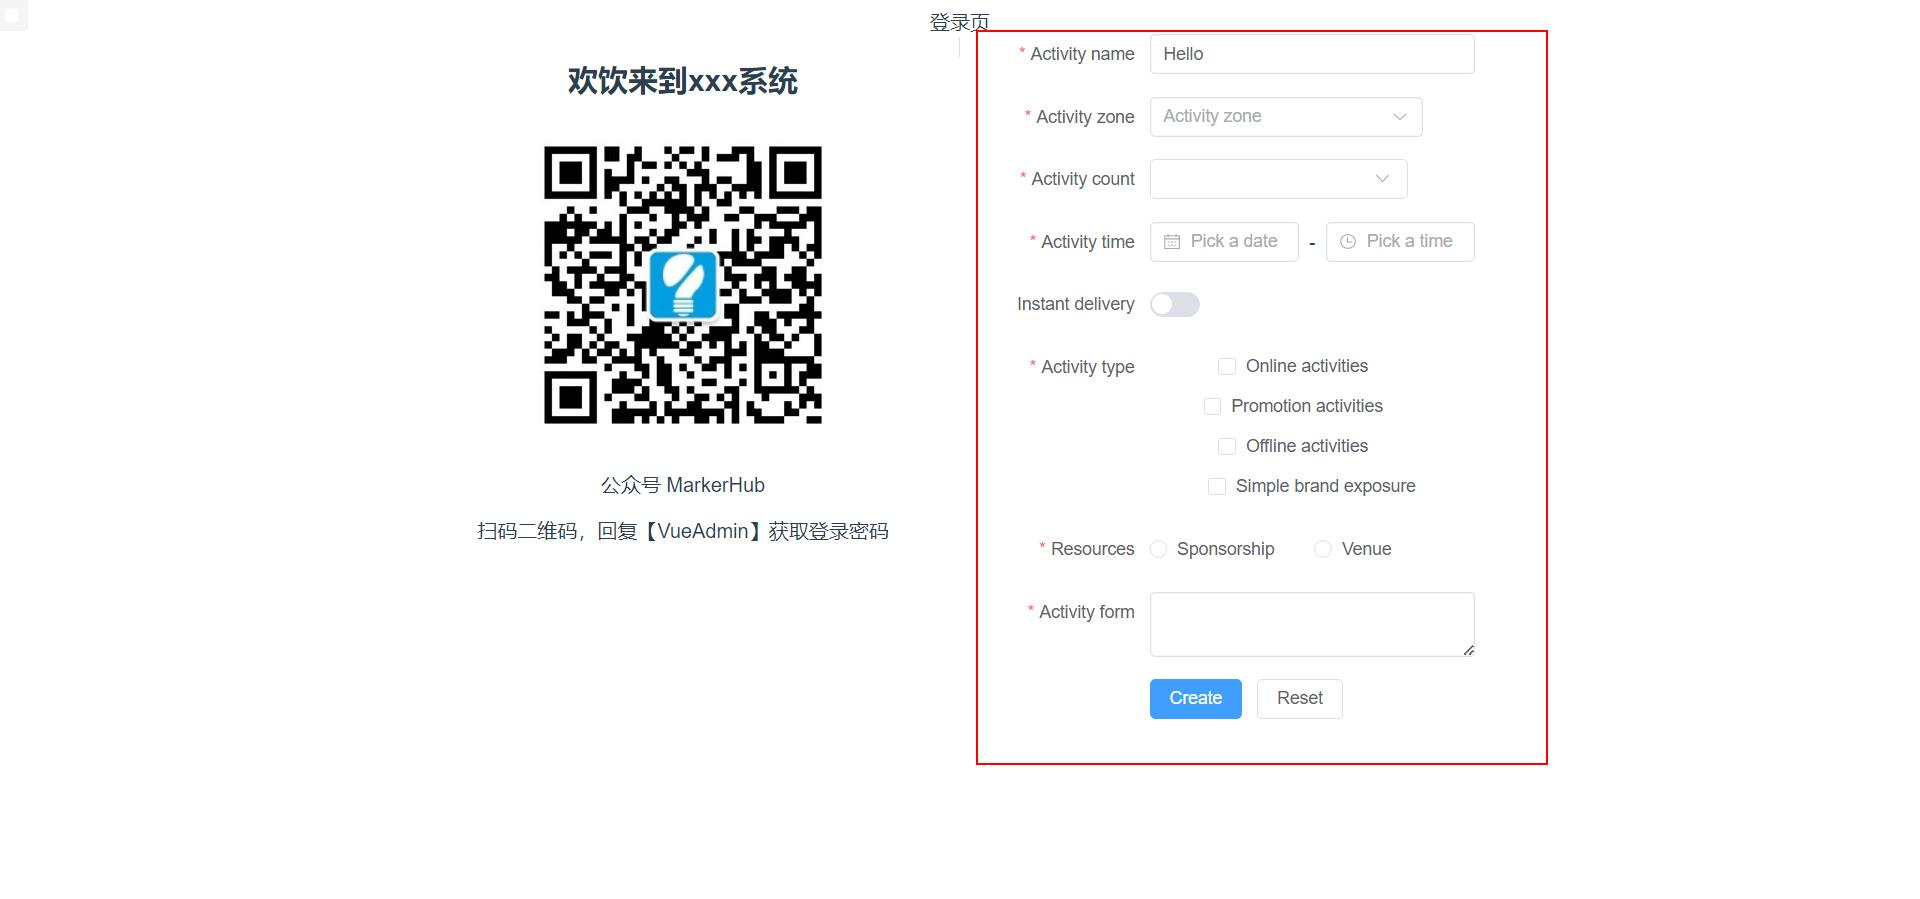 登录页
欢饮来到xxx系统
公众号 MarkerHub
扫码二维码，回复【VueAdmin】获取登录密码
* Activity name Hello
* Activity zone Activity zone
* Activity count
* Activity time Pick a date - Pick a time
Instant delivery
* Activity type Online activities
Promotion activities
Offline activities
Simple brand exposure
* Resources Sponsorship Venue
* Activity form
Create Reset